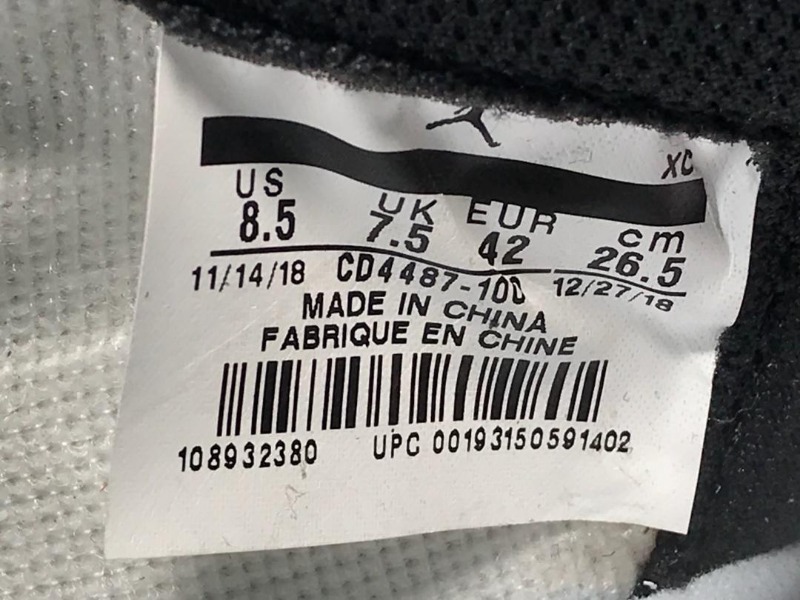 XC
US UK EUR cm
8.5 7.5 42 26.5
11/14/18 CD4487-100 12/27/18
MADE IN CHINA
FABRIQUE EN CHINE
108932380 UPC 00193150591402